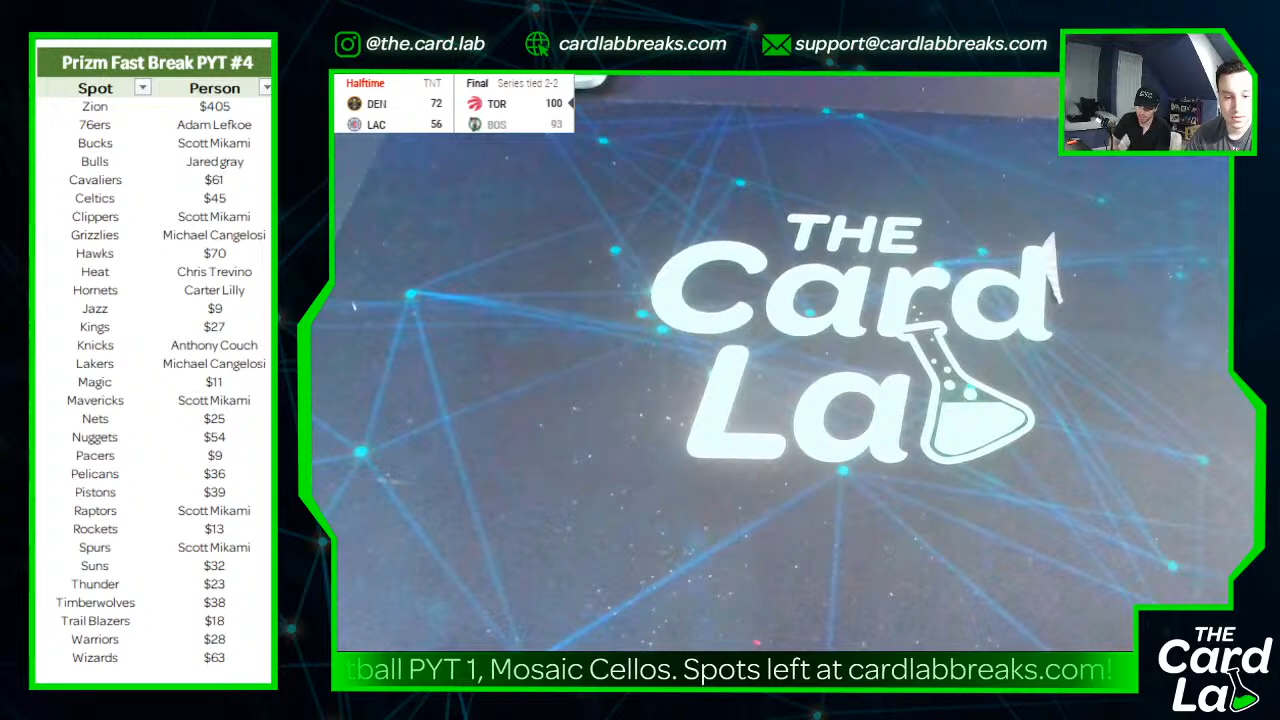 @the.card.lab
cardlabbreaks.com
support@cardlabbreaks.com
Prizm Fast Break PYT #4
Spot Person
Zion $405
76ers Adam Lefkoe
Bucks Scott Mikami
Bulls Jared gray
Cavaliers $61
Celtics $45
Clippers Scott Mikami
Grizzlies Michael Cangelosi
Hawks $70
Heat Chris Trevino
Hornets Carter Lilly
Jazz $9
Kings $27
Knicks Anthony Couch
Lakers Michael Cangelosi
Magic $11
Mavericks Scott Mikami
Nets $25
Nuggets $54
Pacers $9
Pelicans $36
Pistons $39
Raptors Scott Mikami
Rockets $13
Spurs Scott Mikami
Suns $32
Thunder $23
Timberwolves $38
Trail Blazers $18
Warriors $28
Wizards $63
Halftime TNT
DEN 72
LAC 56
Final Series tied 2-2
TOR 100
BOS 93
THE
Card
Lab
tball PYT 1, Mosaic Cellos. Spots left at cardlabbreaks.com!
THE
Card
Lab